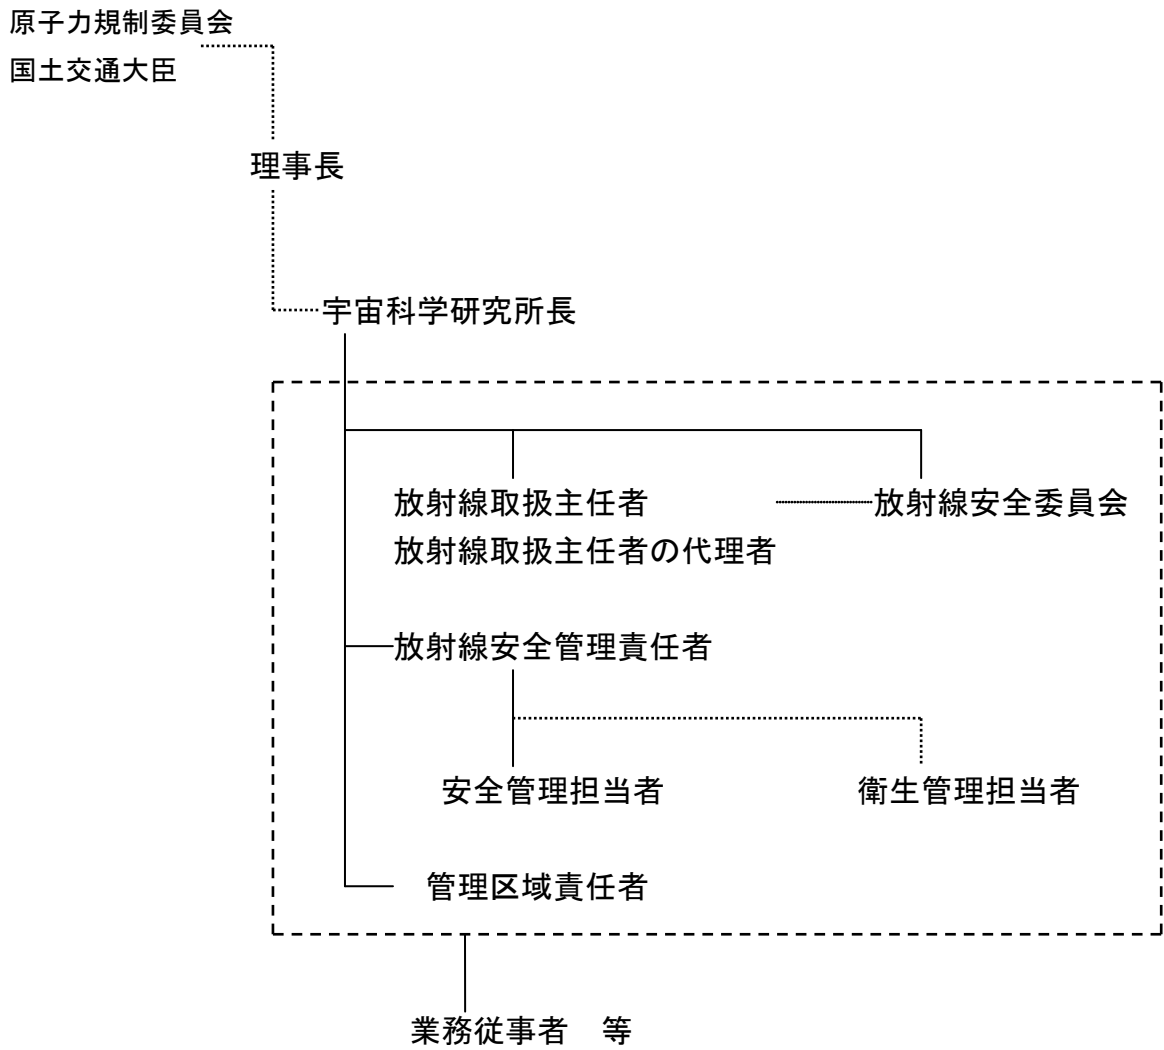 原子力規制委員会
国土交通大臣
理事長
宇宙科学研究所長
放射線取扱主任者
放射線安全委員会
放射線取扱主任者の代理者
放射線安全管理責任者
安全管理担当者
衛生管理担当者
管理区域責任者
業務従事者　等